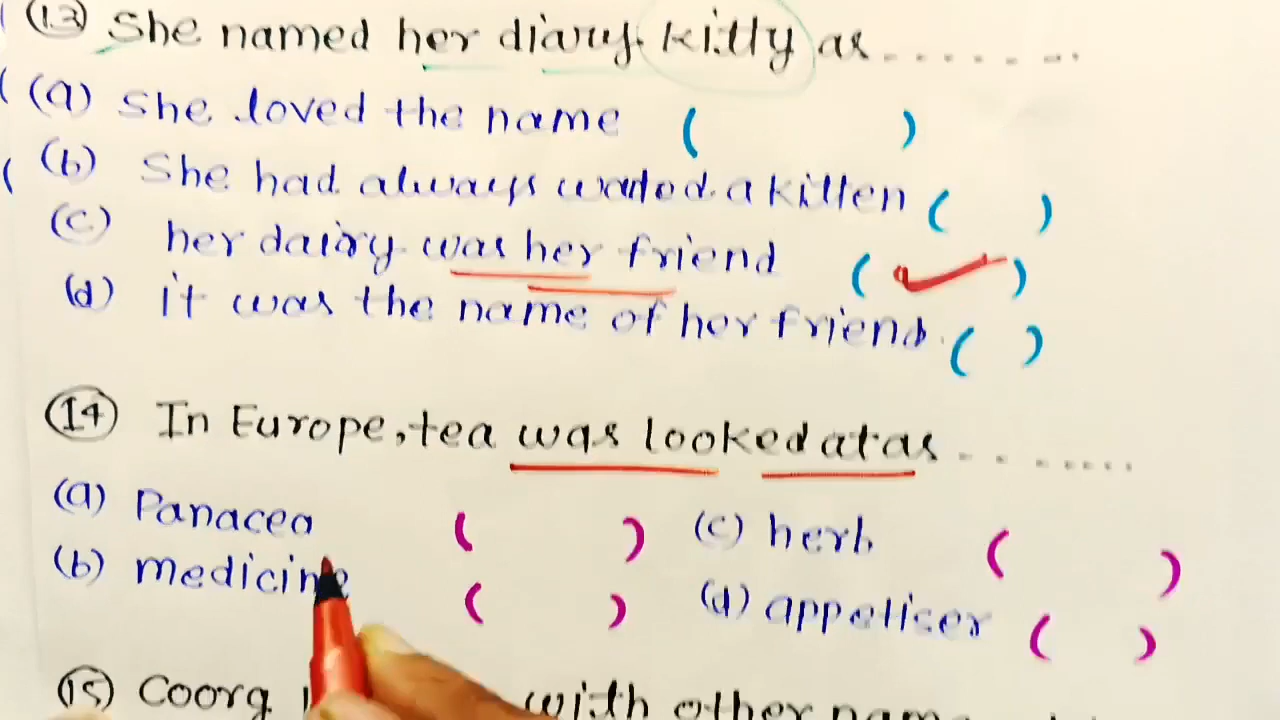 (13) She named her diary kitty as .......
(a) She loved the name ( )
(b) She had always wated a kitten ( )
(c) her dairy was her friend (✓)
(d) it was the name of her friend. ( )
(14) In Europe, tea was looked at as .......
(a) Panacea ( ) (c) herb ( )
(b) medicine ( ) (d) appetiser ( )
(15) Coorg with other name